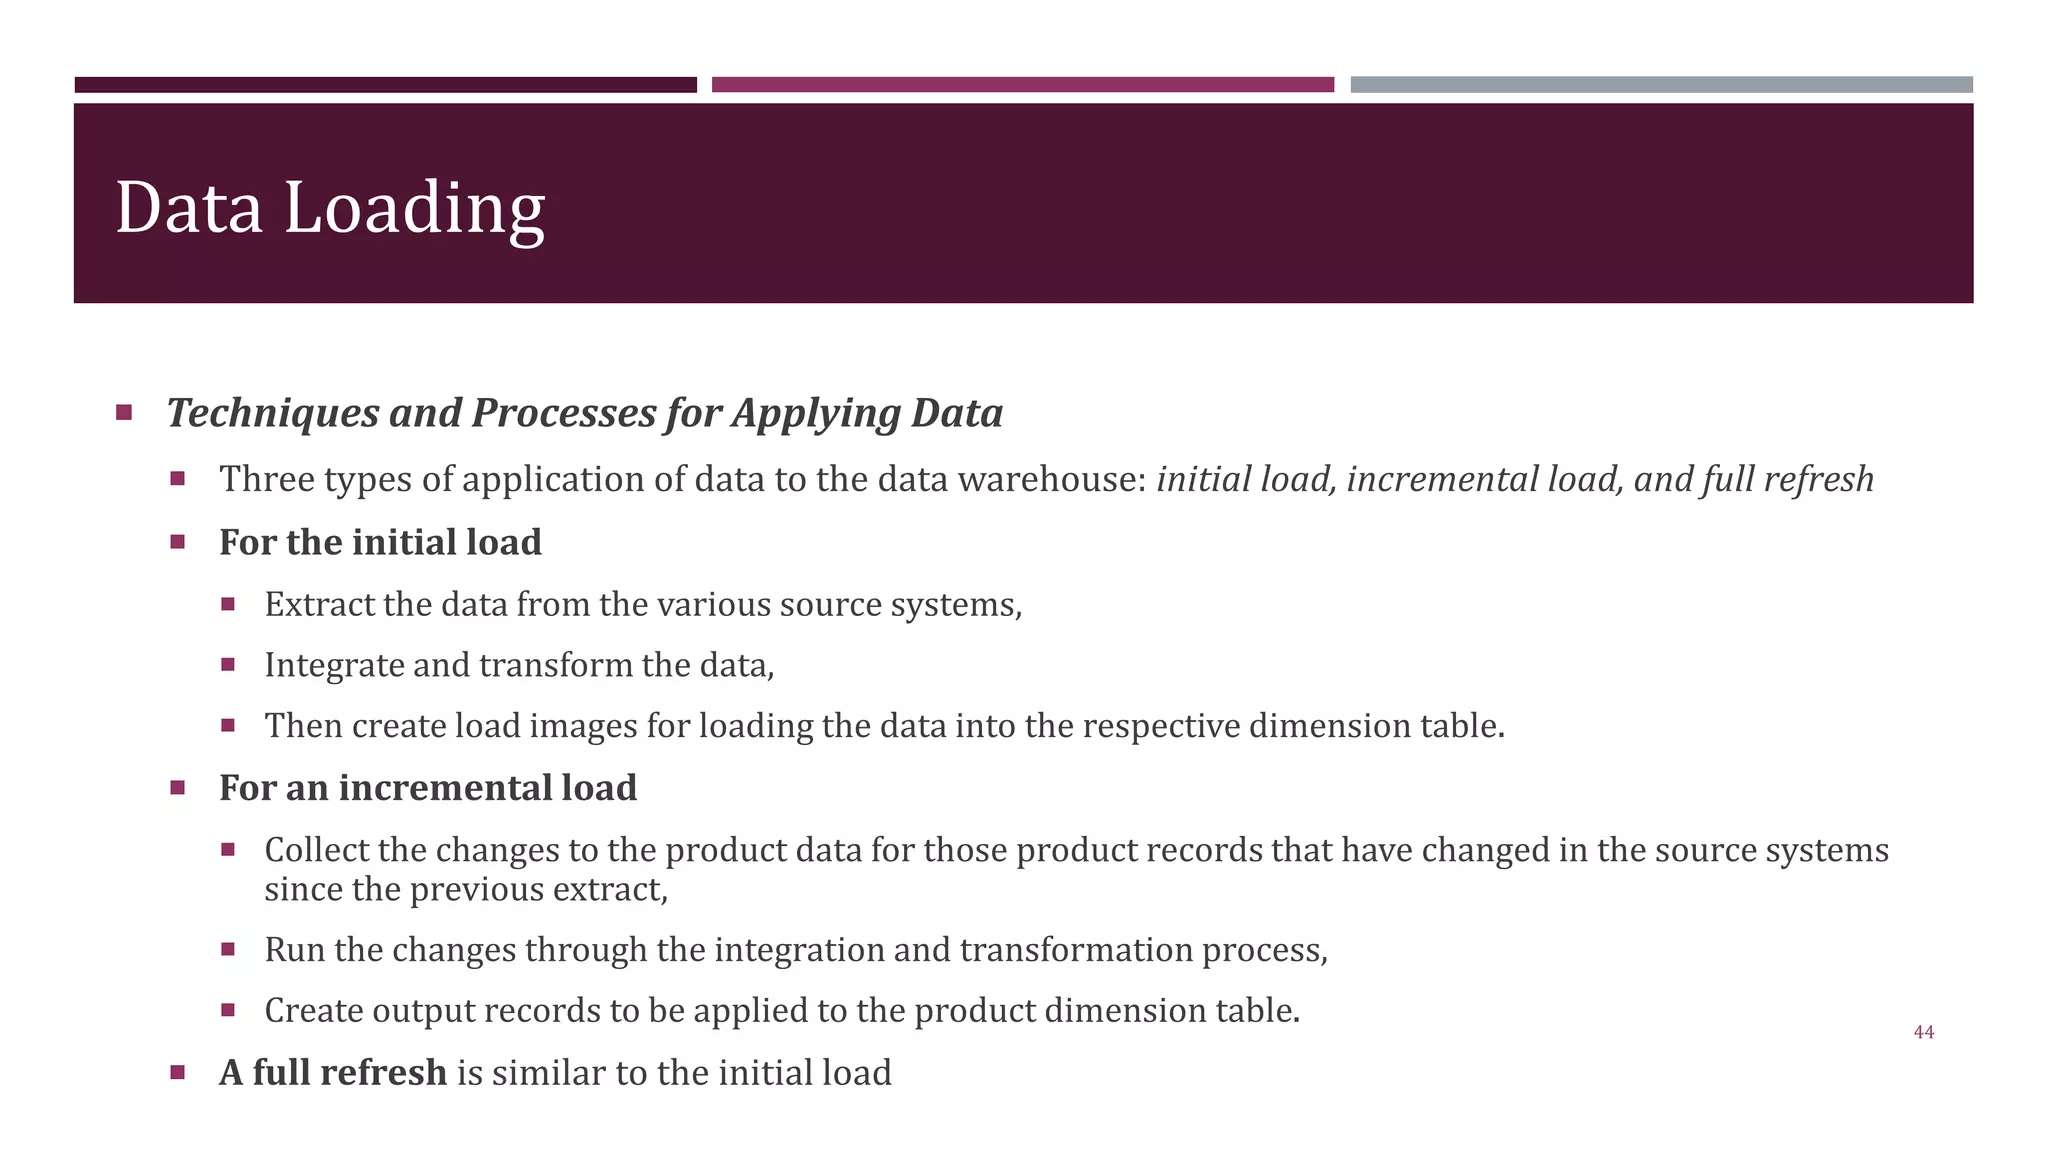 Data Loading
Techniques and Processes for Applying Data
Three types of application of data to the data warehouse: initial load, incremental load, and full refresh
For the initial load
Extract the data from the various source systems,
Integrate and transform the data,
Then create load images for loading the data into the respective dimension table.
For an incremental load
Collect the changes to the product data for those product records that have changed in the source systems
since the previous extract,
Run the changes through the integration and transformation process,
Create output records to be applied to the product dimension table.
44
A full refresh is similar to the initial load